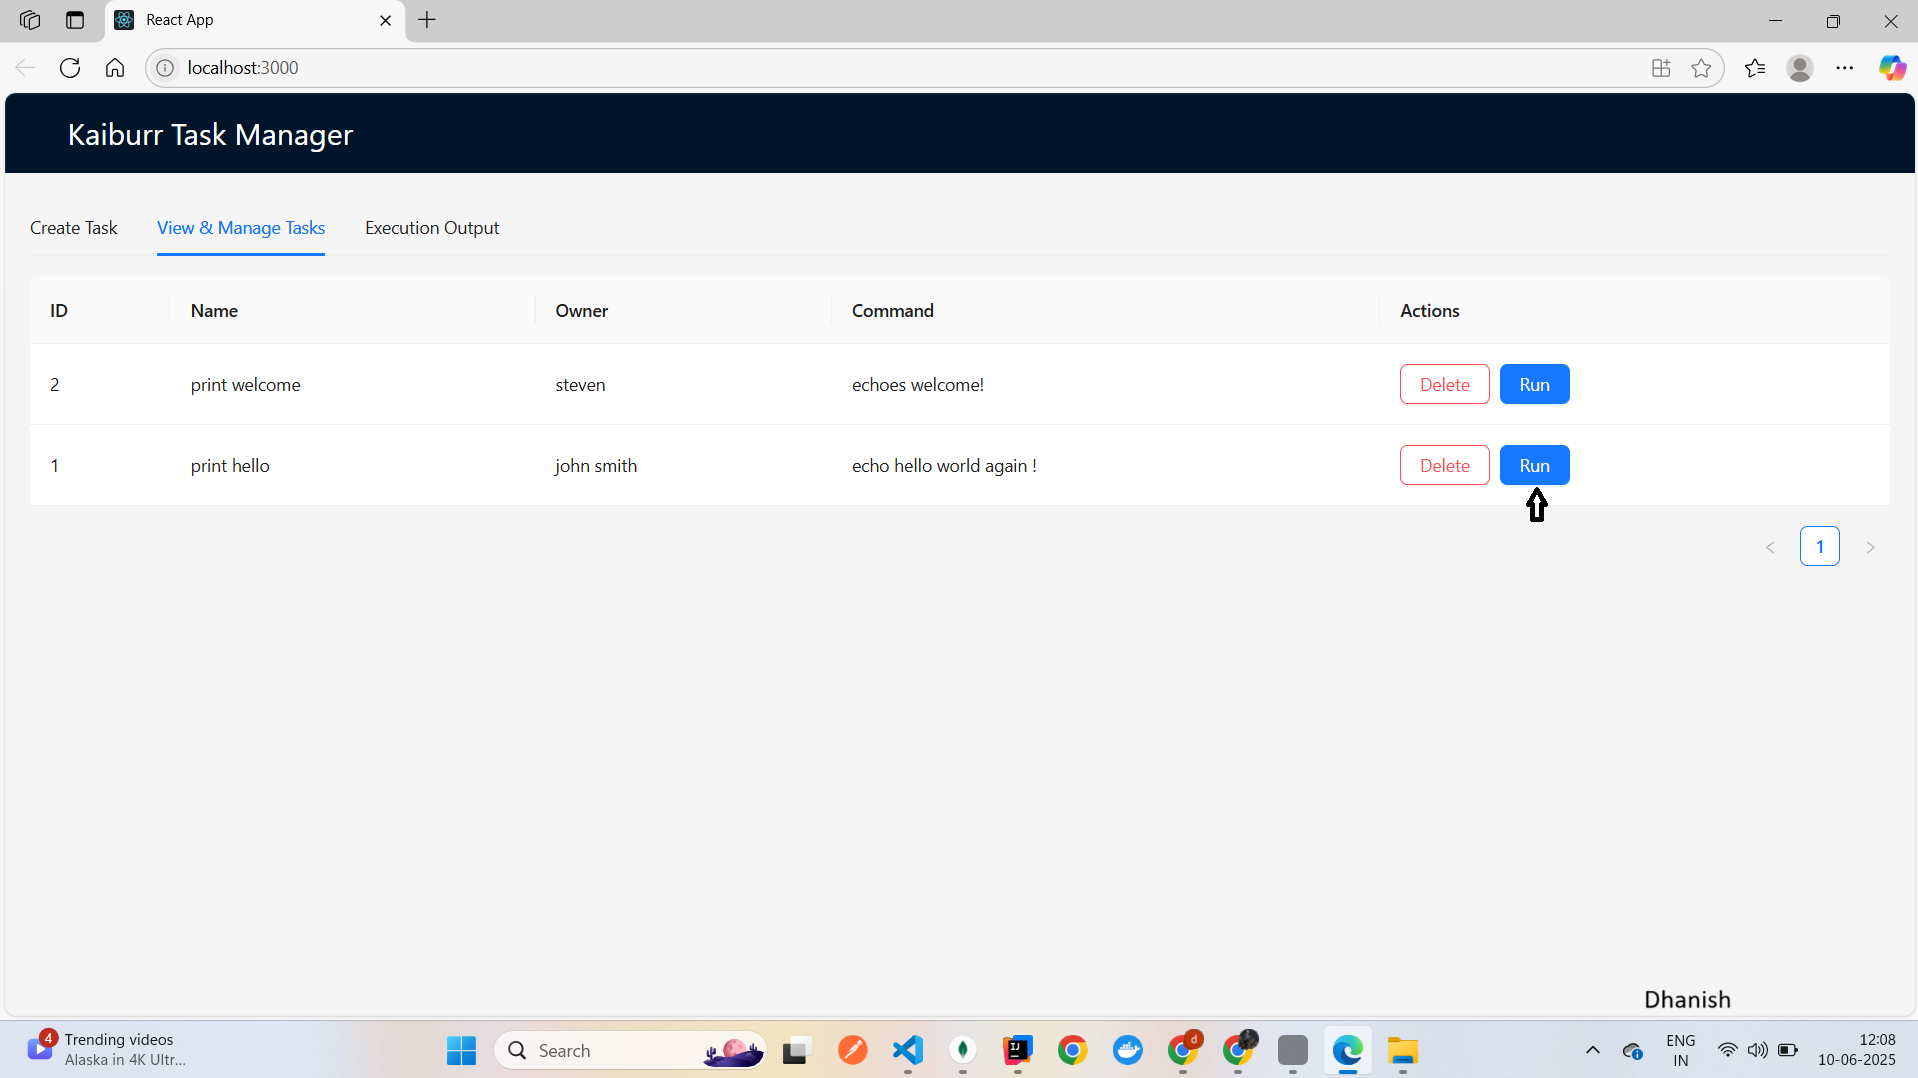 React App
localhost:3000
Kaiburr Task Manager
Create Task View & Manage Tasks Execution Output
ID Name Owner Command Actions
2 print welcome steven echoes welcome! Delete Run
1 print hello john smith echo hello world again ! Delete Run
< 1 >
Dhanish
4 Trending videos
Alaska in 4K Ultr...
Search
IJ
d
ENG
IN
12:08
10-06-2025